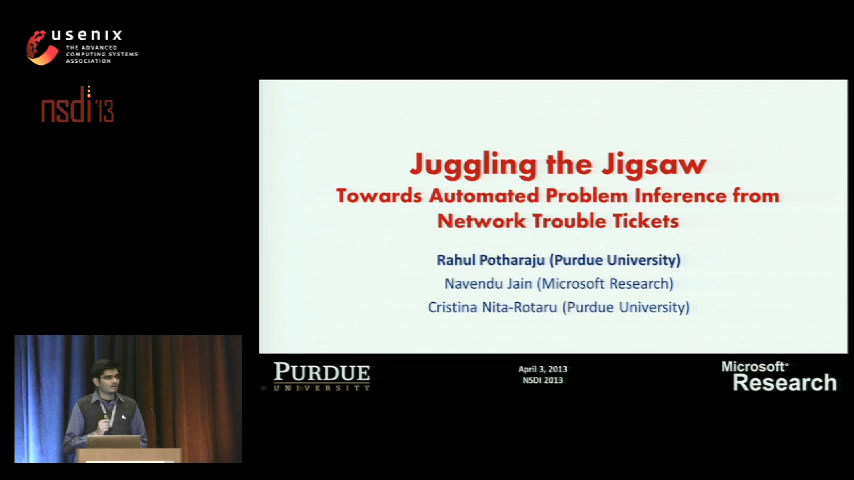 usenix
THE ADVANCED
COMPUTING SYSTEMS
ASSOCIATION
nsdi '13
Juggling the Jigsaw
Towards Automated Problem Inference from
Network Trouble Tickets
Rahul Potharaju (Purdue University)
Navendu Jain (Microsoft Research)
Cristina Nita-Rotaru (Purdue University)
PURDUE
UNIVERSITY
April 3, 2013
NSDI 2013
Microsoft
Research